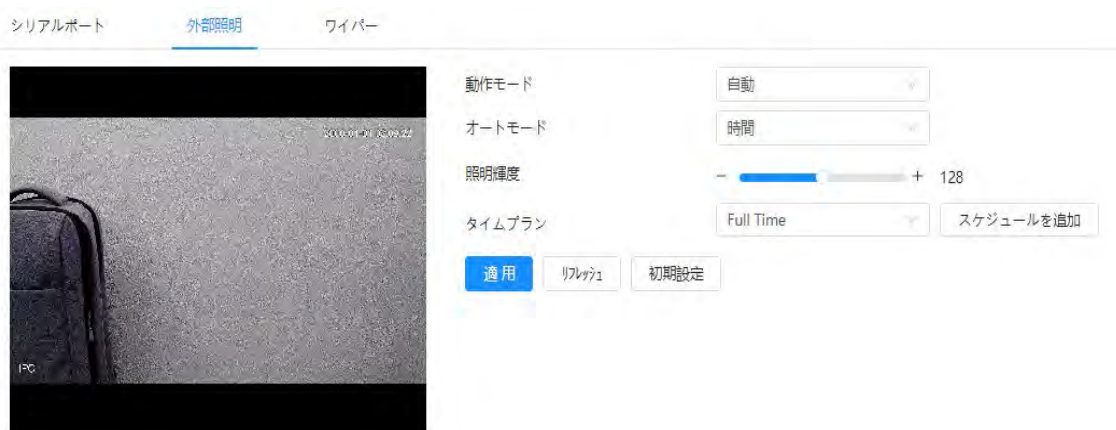 シリアルポート 外部照明 ワイパー
動作モード 自動
オートモード 時間
照明輝度 - + 128
タイムプラン Full Time スケジュールを追加
適用 リフレッシュ 初期設定
IPC